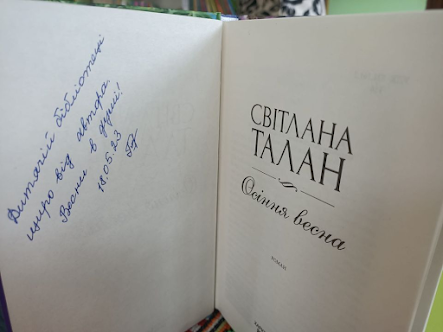 Дитячій бібліотеці
щиро від автора.
Весни в душі!
18.05.23
СВІТЛАНА
ТАЛАН
Осіння весна
РОМАН